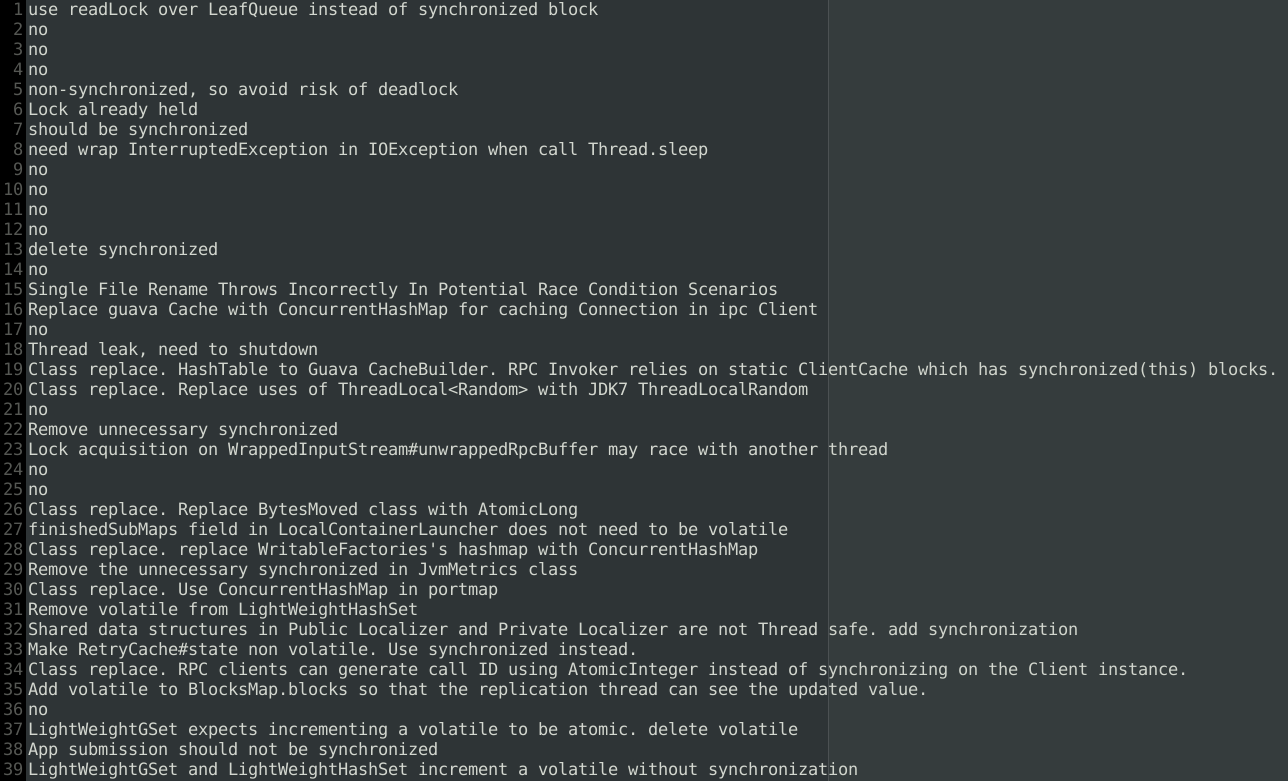 1 use readLock over LeafQueue instead of synchronized block
2 no
3 no
4 no
5 non-synchronized, so avoid risk of deadlock
6 Lock already held
7 should be synchronized
8 need wrap InterruptedException in IOException when call Thread.sleep
9 no
10 no
11 no
12 no
13 delete synchronized
14 no
15 Single File Rename Throws Incorrectly In Potential Race Condition Scenarios
16 Replace guava Cache with ConcurrentHashMap for caching Connection in ipc Client
17 no
18 Thread leak, need to shutdown
19 Class replace. HashTable to Guava CacheBuilder. RPC Invoker relies on static ClientCache which has synchronized(this) blocks.
20 Class replace. Replace uses of ThreadLocal<Random> with JDK7 ThreadLocalRandom
21 no
22 Remove unnecessary synchronized
23 Lock acquisition on WrappedInputStream#unwrappedRpcBuffer may race with another thread
24 no
25 no
26 Class replace. Replace BytesMoved class with AtomicLong
27 finishedSubMaps field in LocalContainerLauncher does not need to be volatile
28 Class replace. replace WritableFactories's hashmap with ConcurrentHashMap
29 Remove the unnecessary synchronized in JvmMetrics class
30 Class replace. Use ConcurrentHashMap in portmap
31 Remove volatile from LightWeightHashSet
32 Shared data structures in Public Localizer and Private Localizer are not Thread safe. add synchronization
33 Make RetryCache#state non volatile. Use synchronized instead.
34 Class replace. RPC clients can generate call ID using AtomicInteger instead of synchronizing on the Client instance.
35 Add volatile to BlocksMap.blocks so that the replication thread can see the updated value.
36 no
37 LightWeightGSet expects incrementing a volatile to be atomic. delete volatile
38 App submission should not be synchronized
39 LightWeightGSet and LightWeightHashSet increment a volatile without synchronization